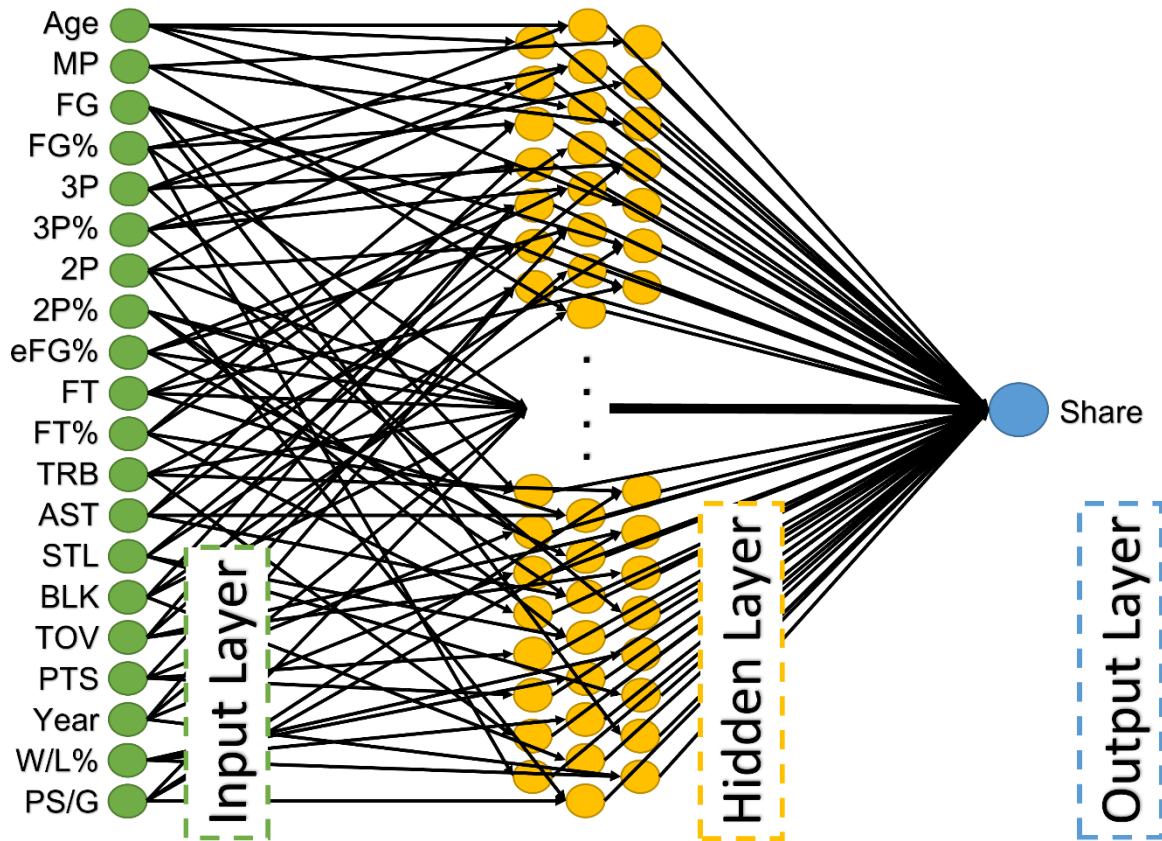 Age
MP
FG
FG%
3P
3P%
2P
2P%
eFG%
FT
FT%
TRB
AST
STL
BLK
TOV
PTS
Year
W/L%
PS/G
Input Layer
Hidden Layer
Share
Output Layer